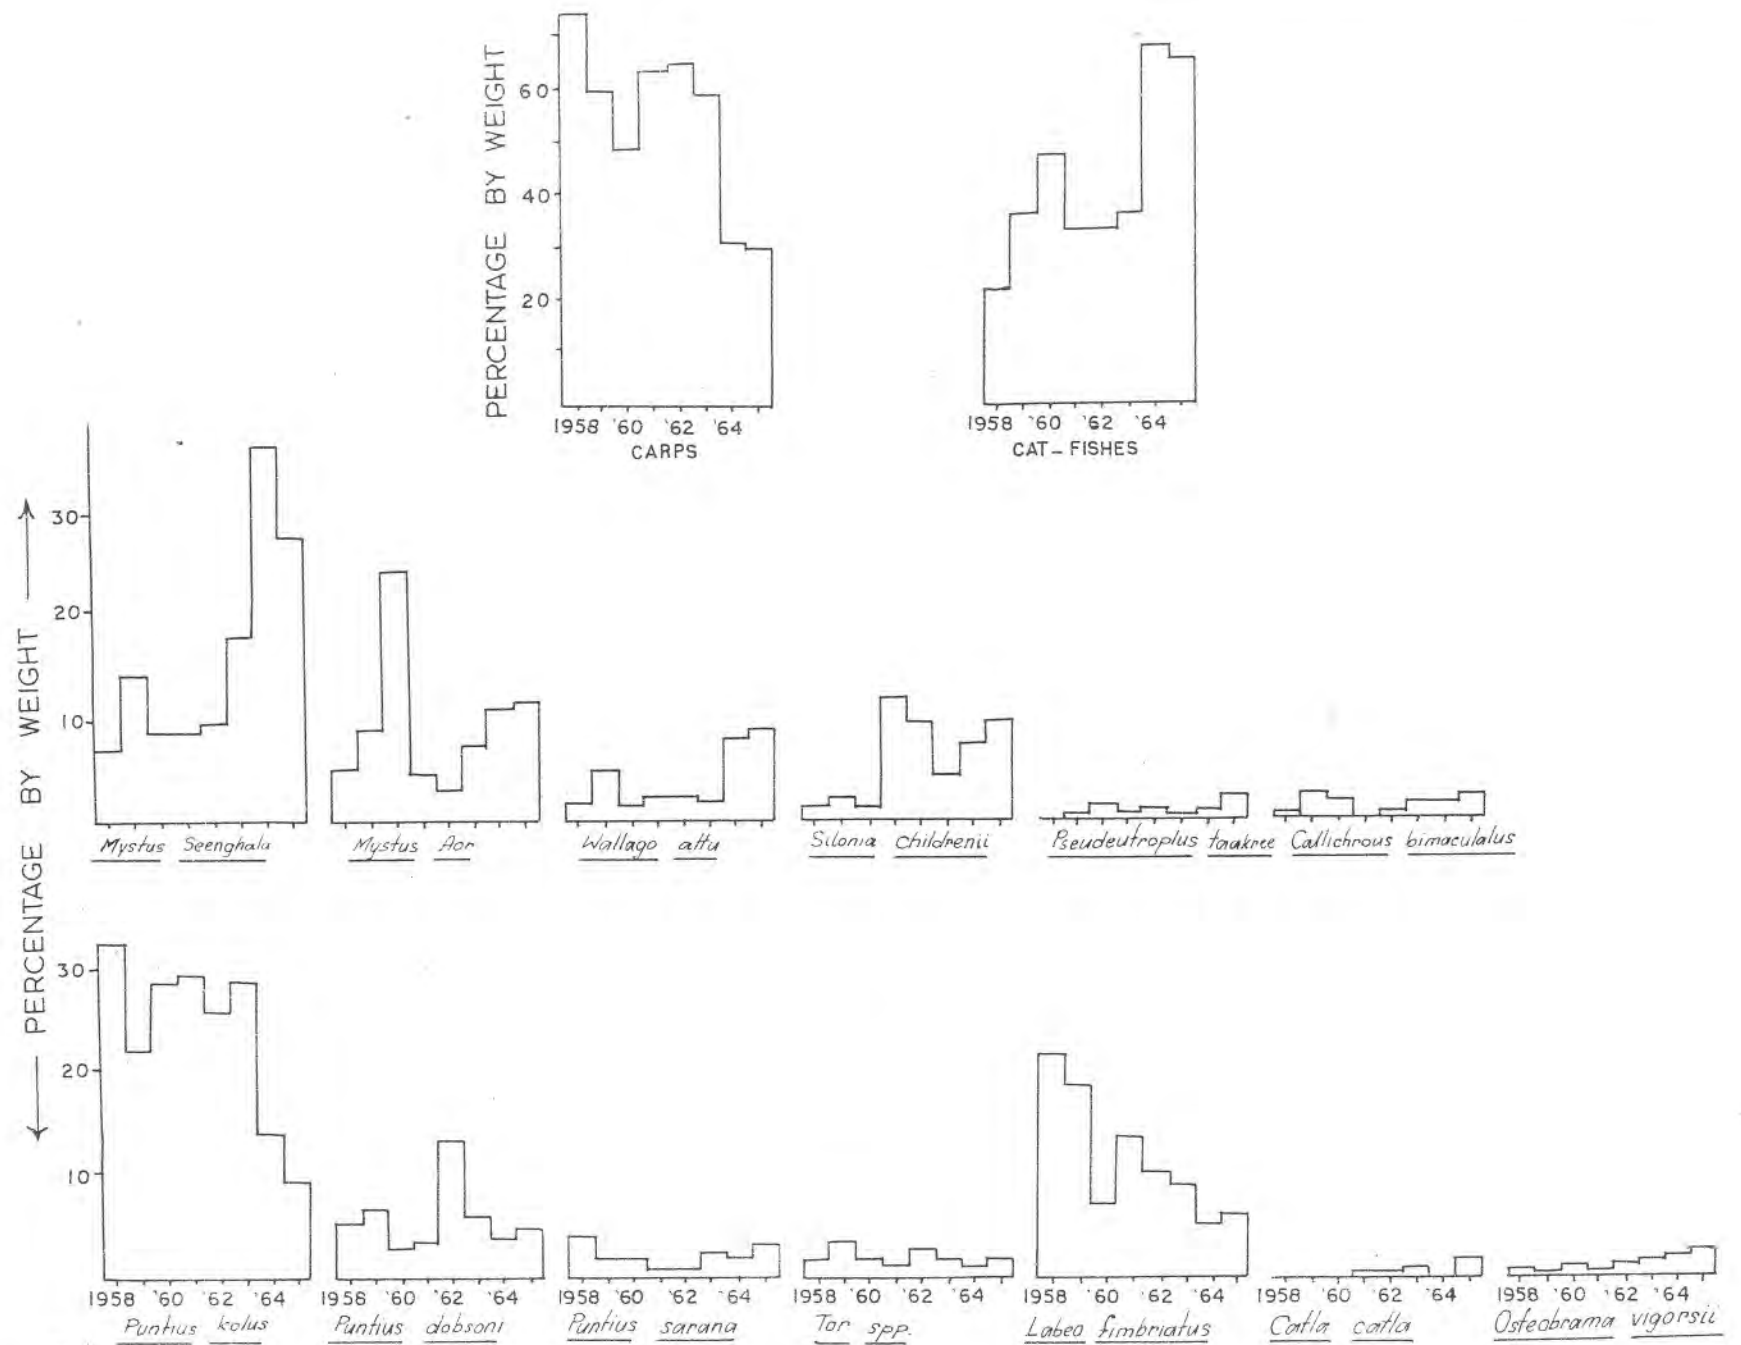 PERCENTAGE BY WEIGHT
60
40
20
1958 '60 '62 '64
CARPS
1958 '60 '62 '64
CAT-FISHES
PERCENTAGE BY WEIGHT
30
20
10
Mystus Seenghala
Mystus Aor
Wallago attu
Silonia childrenii
Pseudeutroplus taakree
Callichrous bimaculalus
30
20
10
1958 '60 '62 '64
Puntius kolus
1958 '60 '62 '64
Puntius dobsoni
1958 '60 '62 '64
Puntius sarana
1958 '60 '62 '64
Tor spp.
1958 '60 '62 '64
Labeo fimbriatus
1958 '60 '62 '64
Catla catla
1958 '60 '62 '64
Osteobrama vigorsii